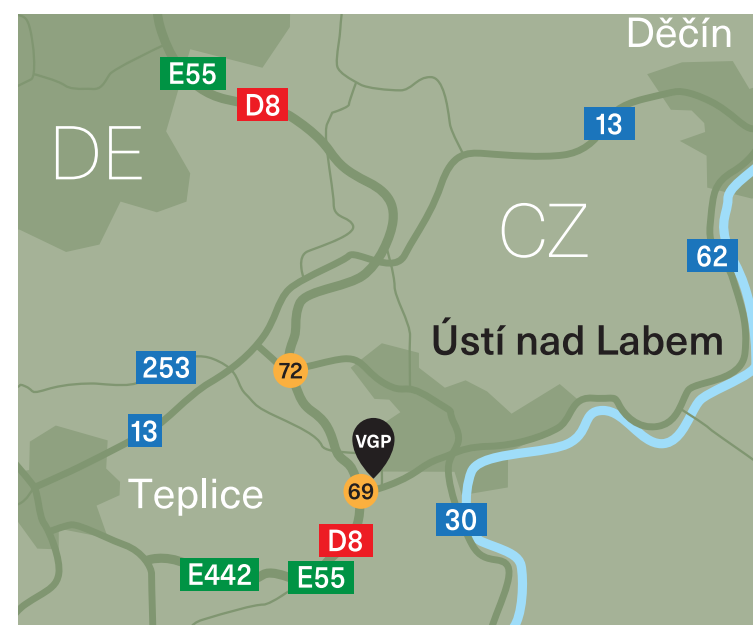 Děčín
E55
D8
13
DE
CZ
62
Ústí nad Labem
253
72
13
VGP
Teplice
69
30
D8
E442
E55